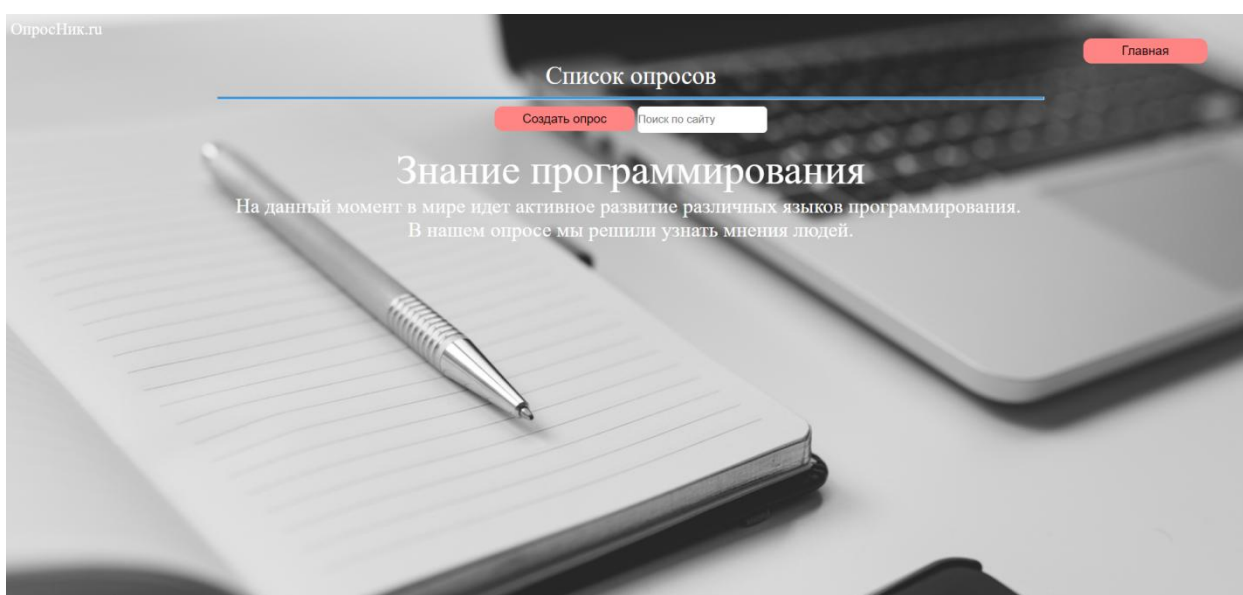 ОпросНик.ru
Главная
Список опросов
Создать опрос
Поиск по сайту
Знание программирования
На данный момент в мире идет активное развитие различных языков программирования.
В нашем опросе мы решили узнать мнения людей.